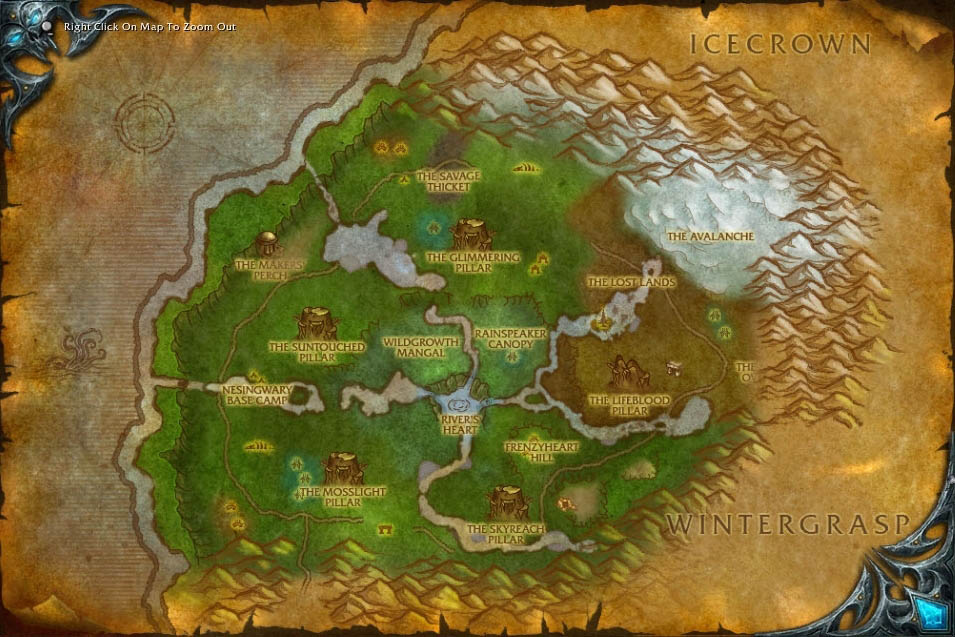 Right Click On Map To Zoom Out
ICECROWN
THE SAVAGE
THICKET
THE AVALANCHE
THE MAKERS'
PERCH
THE GLIMMERING
PILLAR
THE LOST LANDS
THE SUNTOUCHED
PILLAR
WILDGROWTH
MANGAL
RAINSPEAKER
CANOPY
THE
NESINGWARY
BASE CAMP
THE LIFEBLOOD
PILLAR
RIVER'S
HEART
FRENZYHEART
HILL
THE MOSSLIGHT
PILLAR
THE SKYREACH
PILLAR
WINTERGRASP